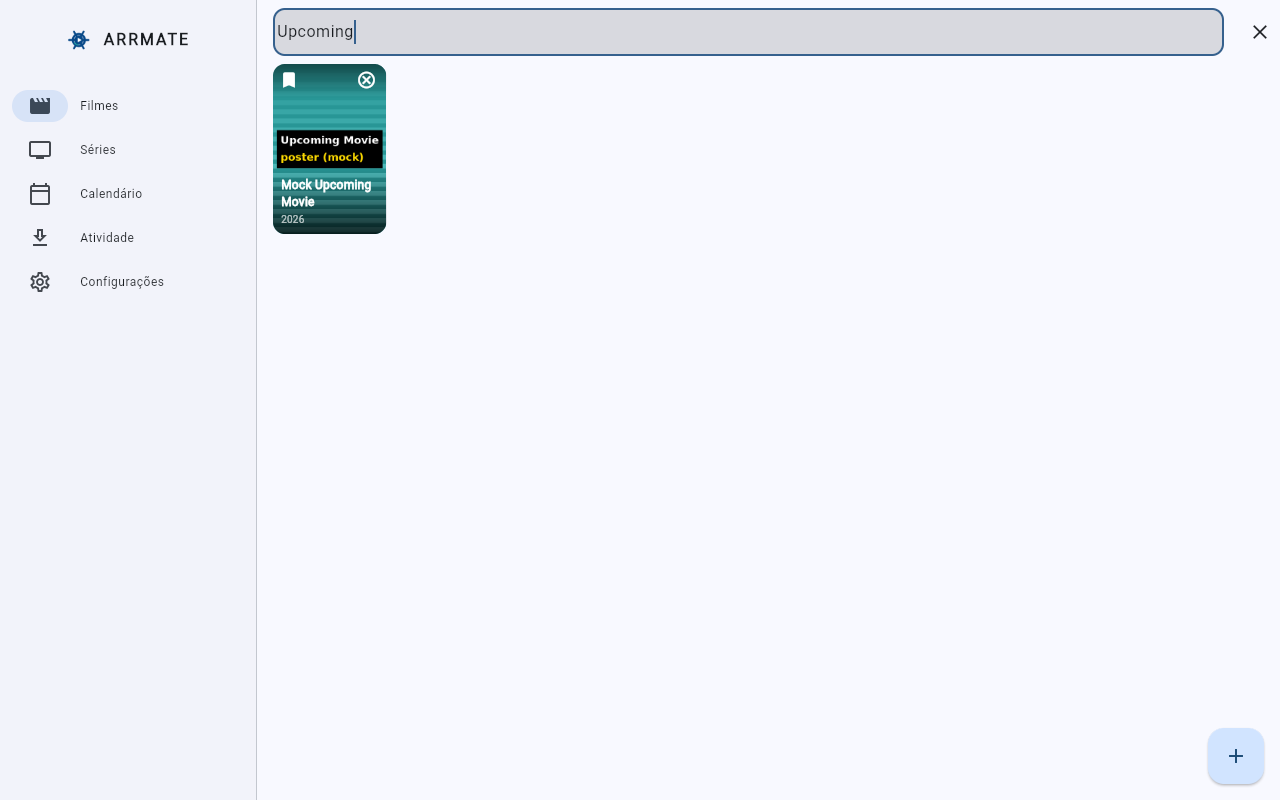 ARRMATE
Filmes
Séries
Calendário
Atividade
Configurações
Upcoming
Upcoming Movie
poster (mock)
Mock Upcoming
Movie
2026